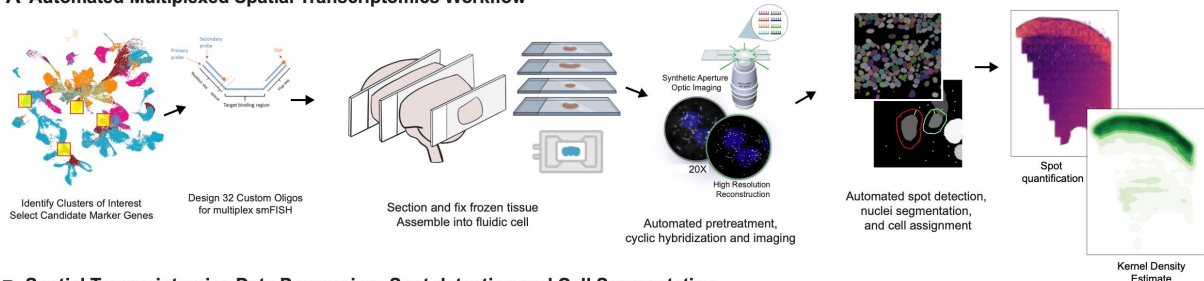 A Automated Multiplexed Spatial Transcriptomics Workflow
Primary
probe
Secondary
probe
Dye
Target binding region
Synthetic Aperture
Optic Imaging
20X
High Resolution
Reconstruction
Identify Clusters of Interest
Select Candidate Marker Genes
Design 32 Custom Oligos
for multiplex smFISH
Section and fix frozen tissue
Assemble into fluidic cell
Automated pretreatment,
cyclic hybridization and imaging
Automated spot detection,
nuclei segmentation,
and cell assignment
Spot
quantification
Kernel Density
Estimate